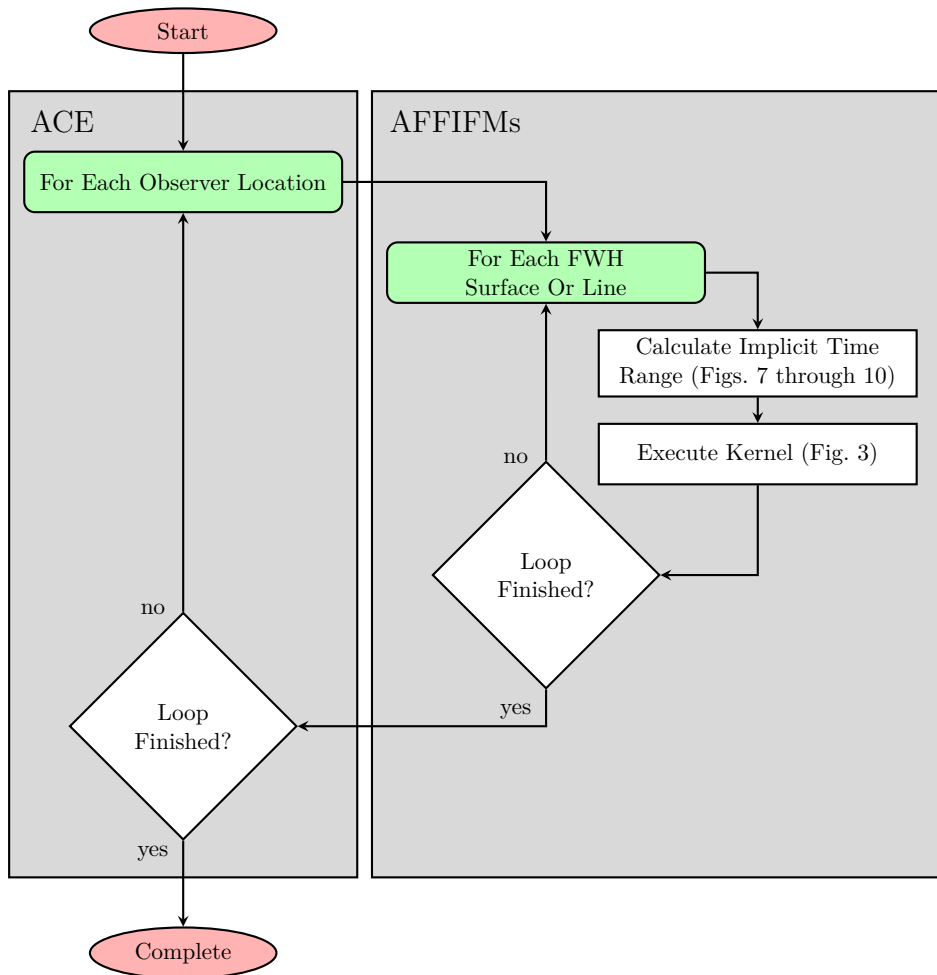 Start
ACE
AFFIFMs
For Each Observer Location
For Each FWH
Surface Or Line
Calculate Implicit Time
Range (Figs. 7 through 10)
Execute Kernel (Fig. 3)
no
Loop
Finished?
yes
no
Loop
Finished?
yes
Complete